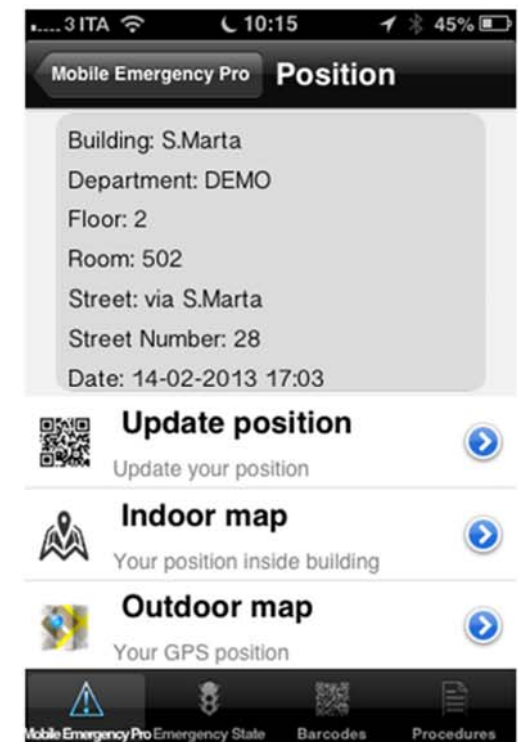 3 ITA 10:15 45%
Mobile Emergency Pro Position
Building: S.Marta
Department: DEMO
Floor: 2
Room: 502
Street: via S.Marta
Street Number: 28
Date: 14-02-2013 17:03
Update position
Update your position
Indoor map
Your position inside building
Outdoor map
Your GPS position
Mobile Emergency Pro Emergency State Barcodes Procedures